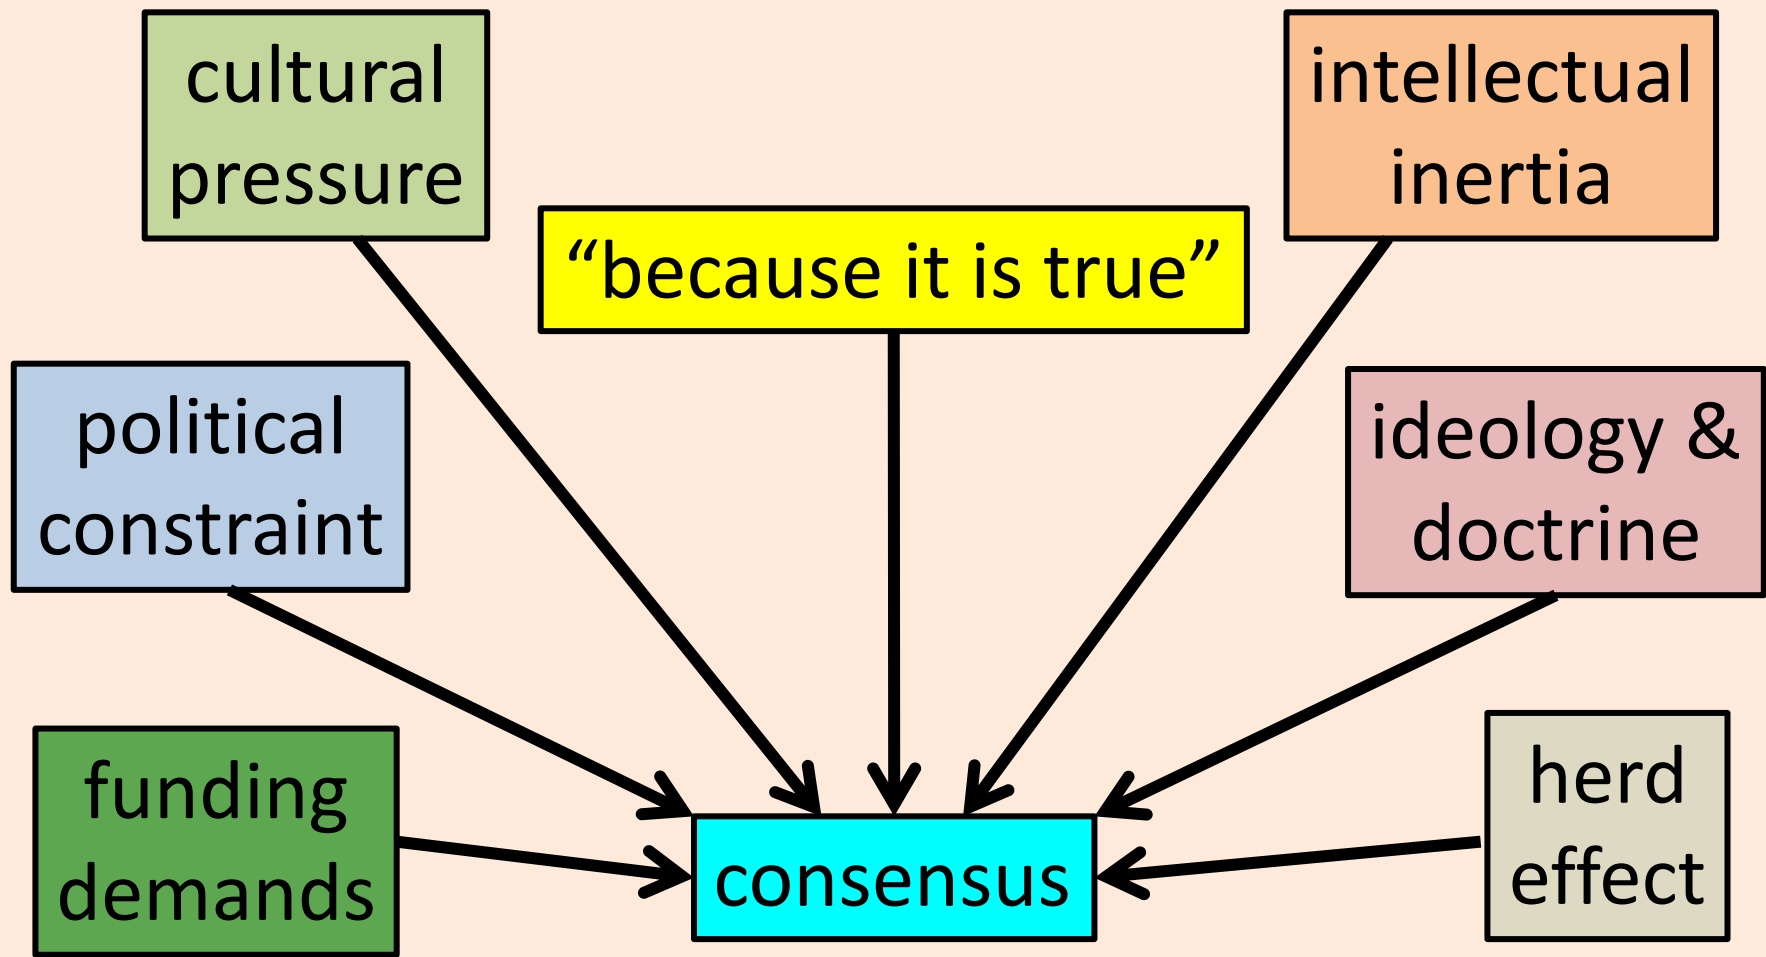 cultural
pressure
intellectual
inertia
“because it is true”
political
constraint
ideology &
doctrine
funding
demands
consensus
herd
effect